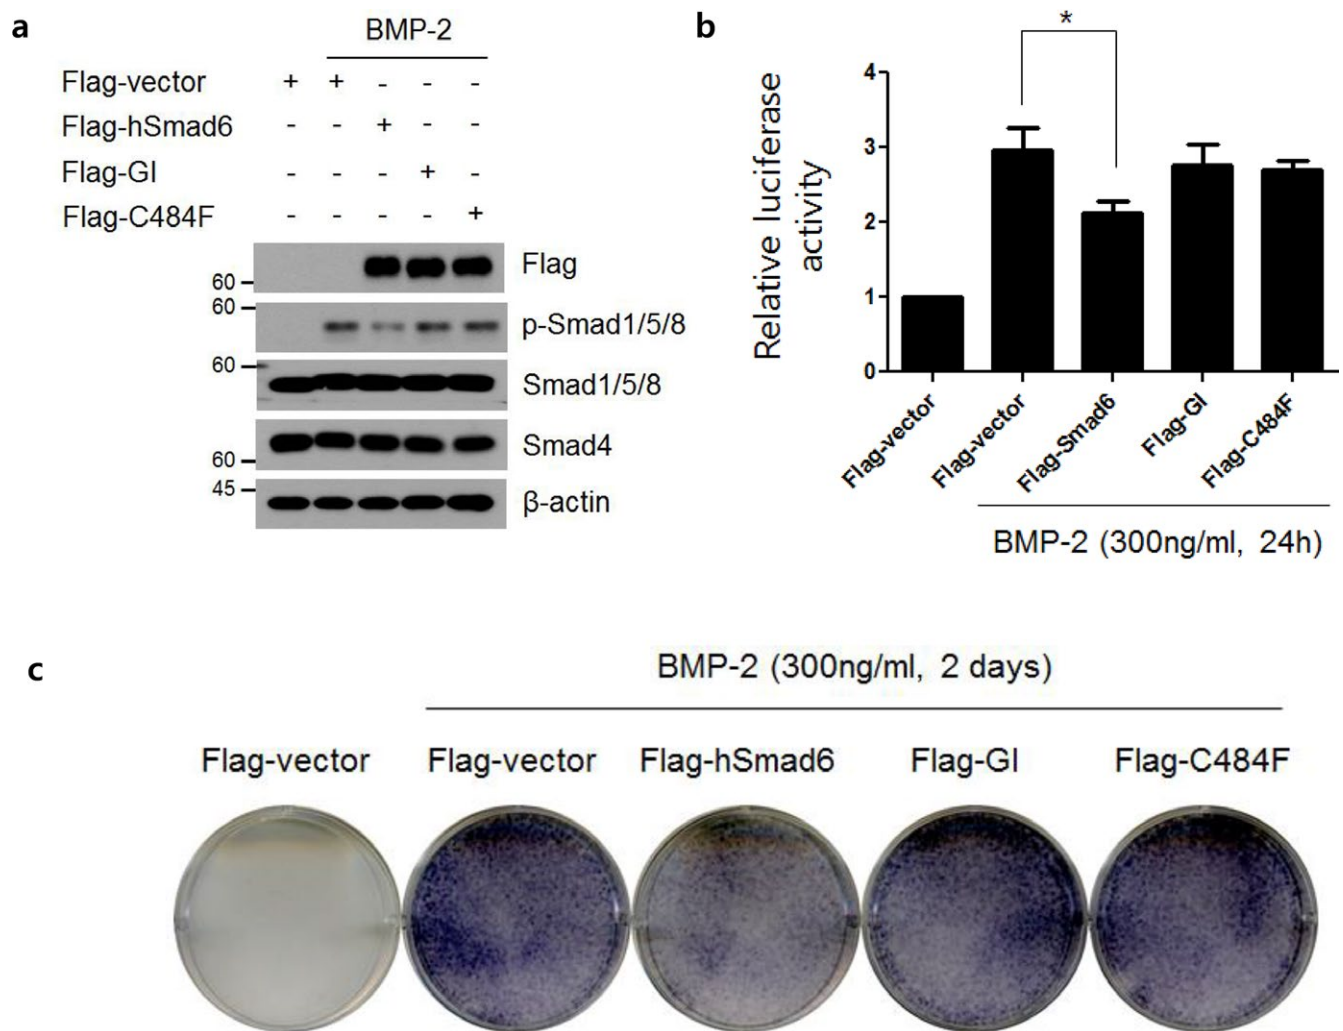 a
BMP-2
Flag-vector + + - - -
Flag-hSmad6 - - + - -
Flag-GI - - - + -
Flag-C484F - - - - +
60 Flag
60 p-Smad1/5/8
60 Smad1/5/8
60 Smad4
45 β-actin
b
*
Relative luciferase
activity
4
3
2
1
0
Flag-vector
Flag-vector
Flag-Smad6
Flag-GI
Flag-C484F
BMP-2 (300ng/ml, 24h)
c
BMP-2 (300ng/ml, 2 days)
Flag-vector Flag-vector Flag-hSmad6 Flag-GI Flag-C484F